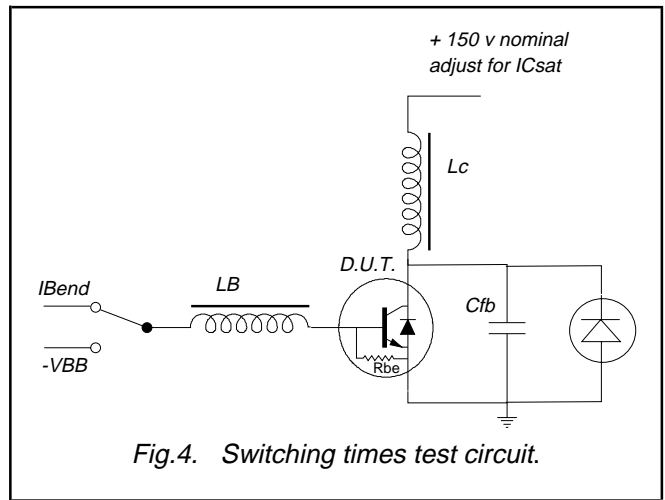 + 150 v nominal
adjust for ICsat
Lc
D.U.T.
IBend
LB
Cfb
-VBB
Rbe
Fig.4. Switching times test circuit.